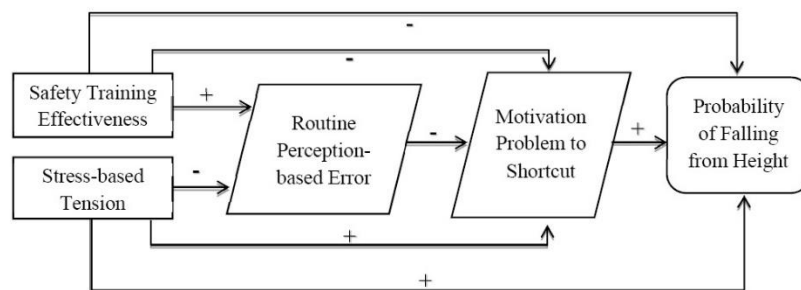 -
-
Safety Training
Effectiveness
+
Routine
Perception-
based Error
-
Motivation
Problem to
Shortcut
+
Probability
of Falling
from Height
Stress-based
Tension
-
+
+